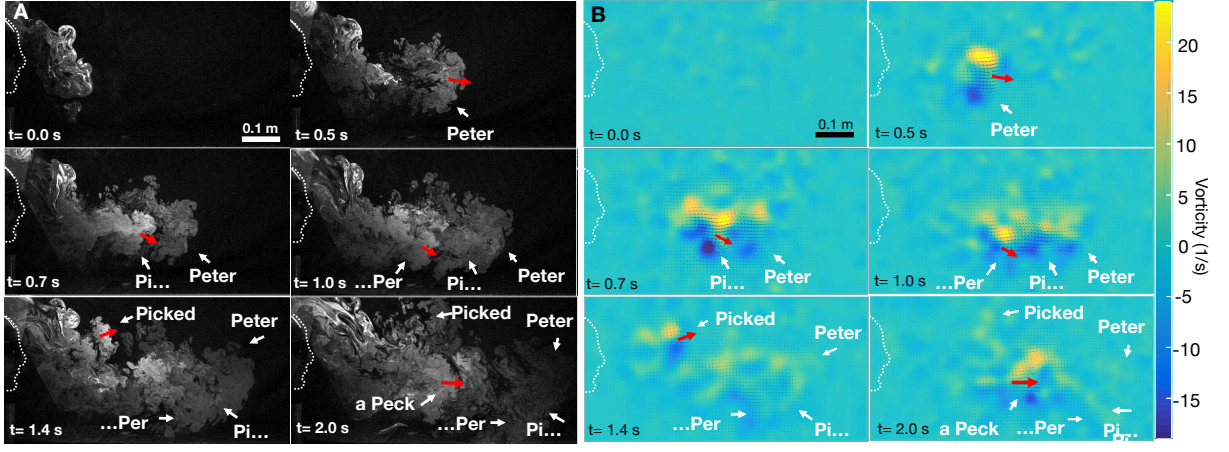 A
t= 0.0 s
0.1 m
t= 0.5 s
Peter
t= 0.7 s
Pi...
Peter
t= 1.0 s
...Per
Pi...
Peter
t= 1.4 s
Picked
Peter
...Per
Pi...
t= 2.0 s
Picked
Peter
a Peck
...Per
Pi...
B
t= 0.0 s
0.1 m
t= 0.5 s
Peter
t= 0.7 s
Pi...
Peter
t= 1.0 s
...Per
Pi...
Peter
t= 1.4 s
Picked
Peter
...Per
Pi...
t= 2.0 s
Picked
Peter
a Peck
...Per
Pi...
20
15
10
5
0
-5
-10
-15
Vorticity (1/s)